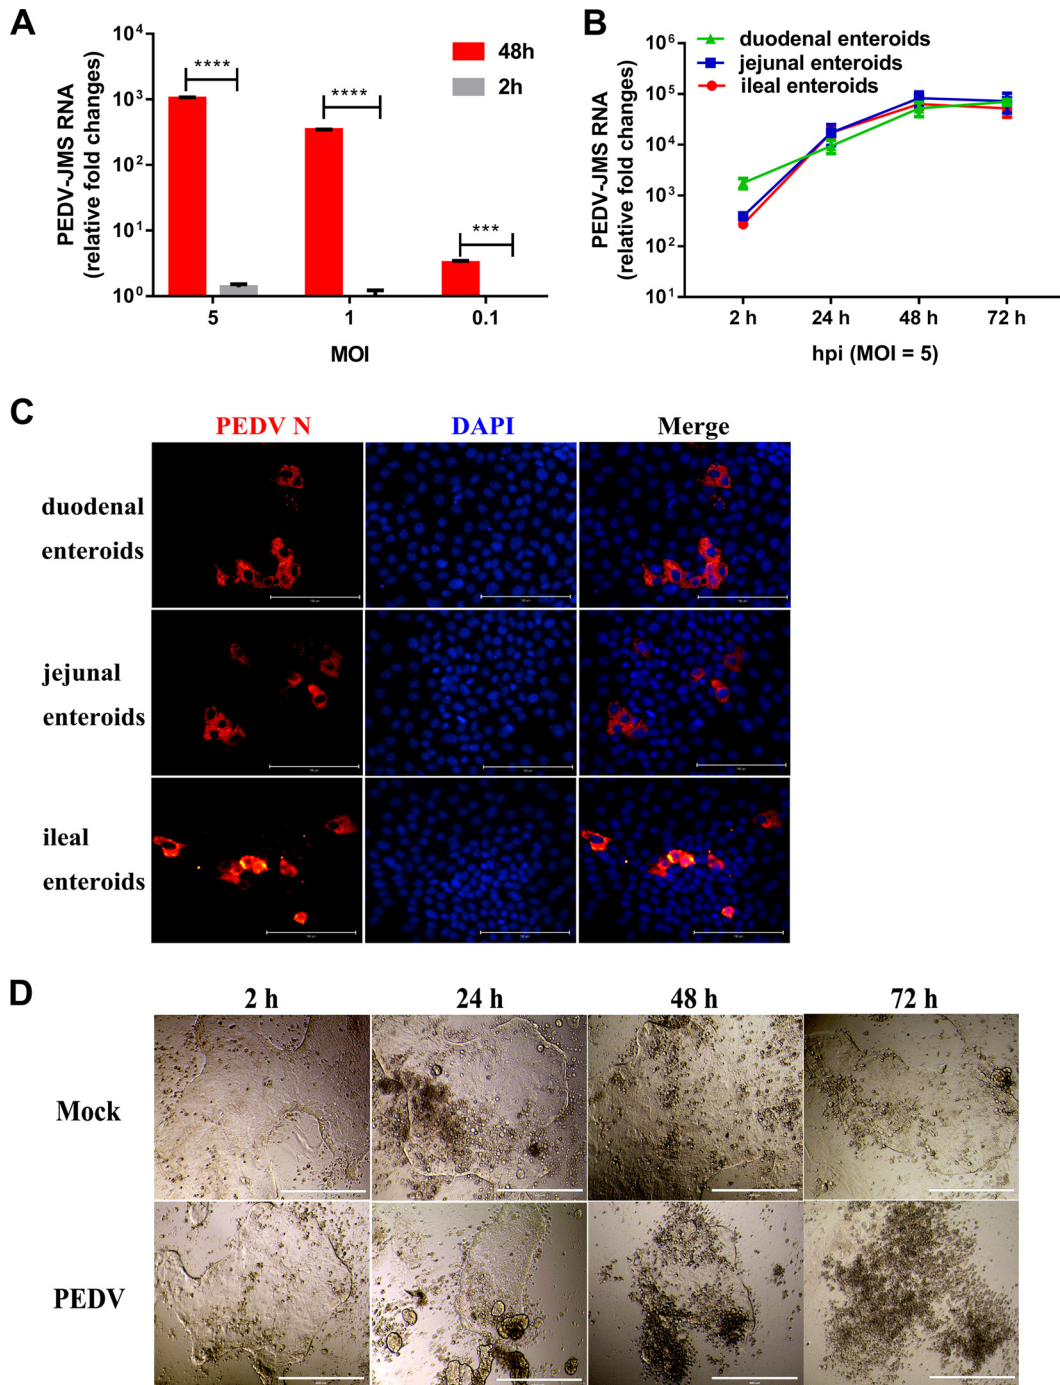 A
PEDV-JMS RNA
(relative fold changes)
10⁴
10³
10²
10¹
10⁰
****
****
***
48h
2h
5
1
0.1
MOI
B
PEDV-JMS RNA
(relative fold changes)
10⁶
10⁵
10⁴
10³
10²
10¹
duodenal enteroids
jejunal enteroids
ileal enteroids
2 h
24 h
48 h
72 h
hpi (MOI = 5)
C
PEDV N
DAPI
Merge
duodenal
enteroids
jejunal
enteroids
ileal
enteroids
D
2 h
24 h
48 h
72 h
Mock
PEDV